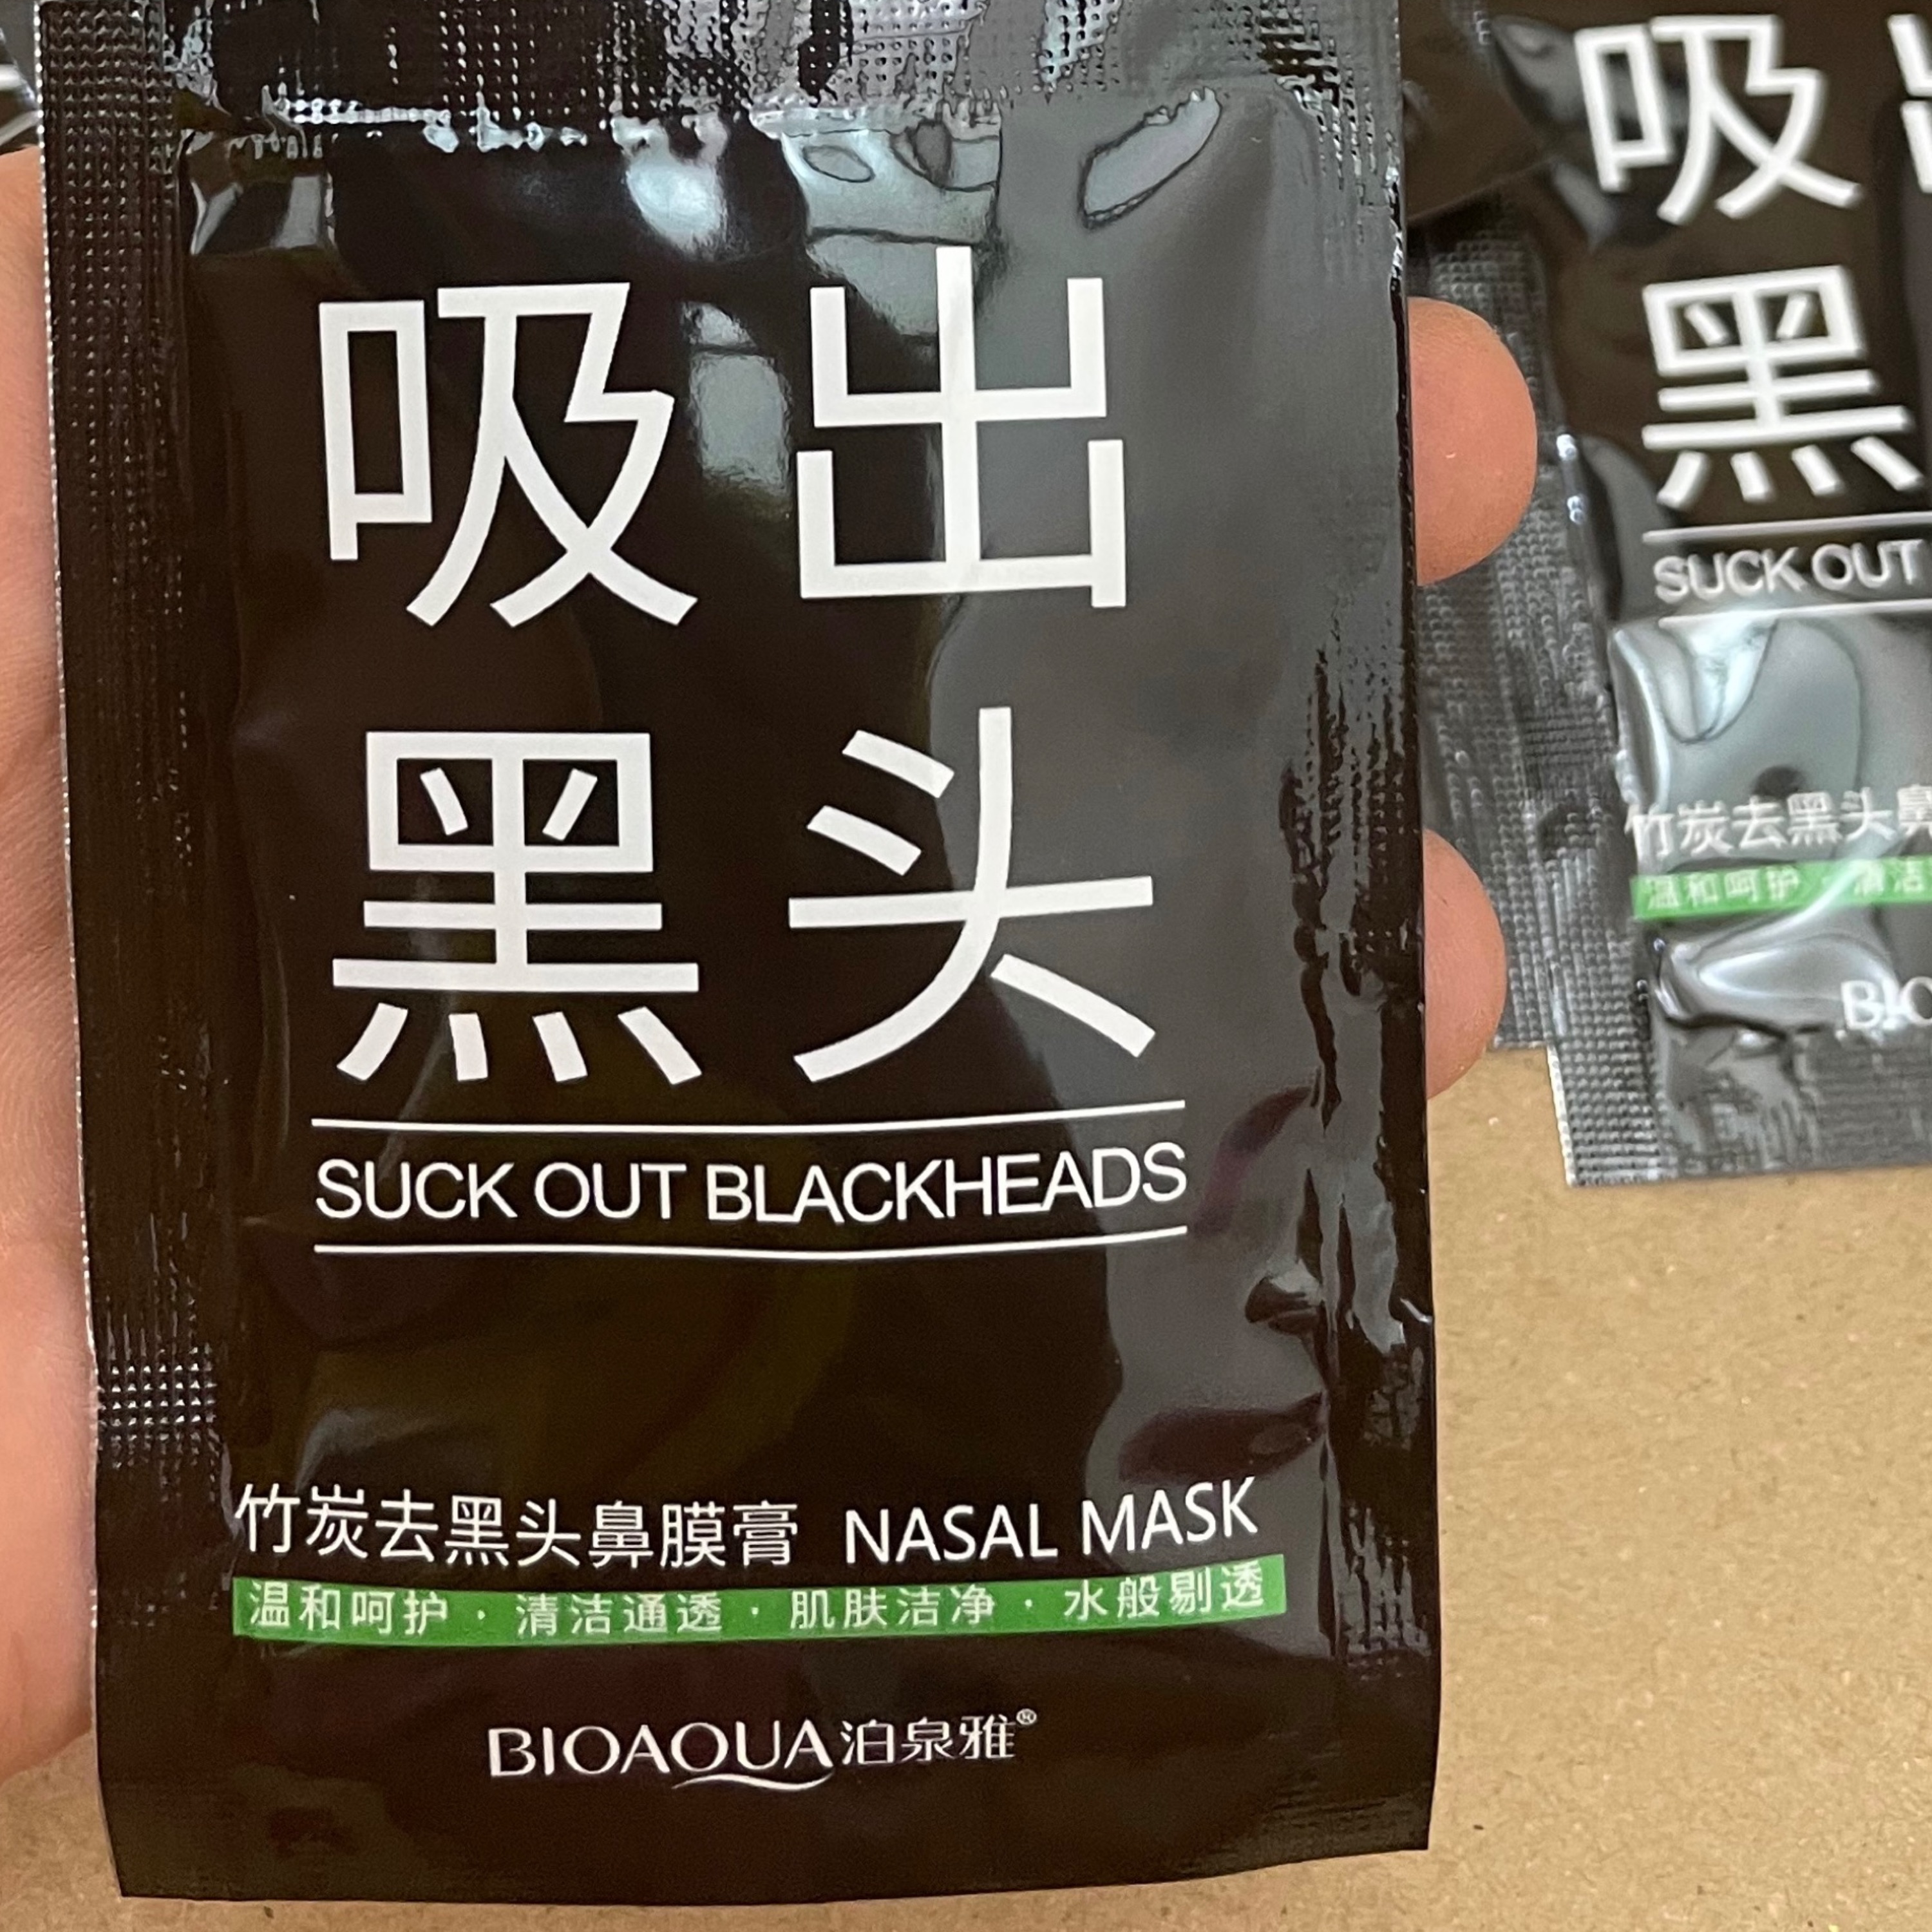 吸出
黑头
SUCK OUT BLACKHEADS
竹炭去黑头鼻膜膏 NASAL MASK
温和呵护 · 清洁通透 · 肌肤洁净 · 水般剔透
BIOAQUA泊泉雅®
吸
黑
SUCK OUT
竹炭去黑头鼻
温和呵护 · 清洁
BIO